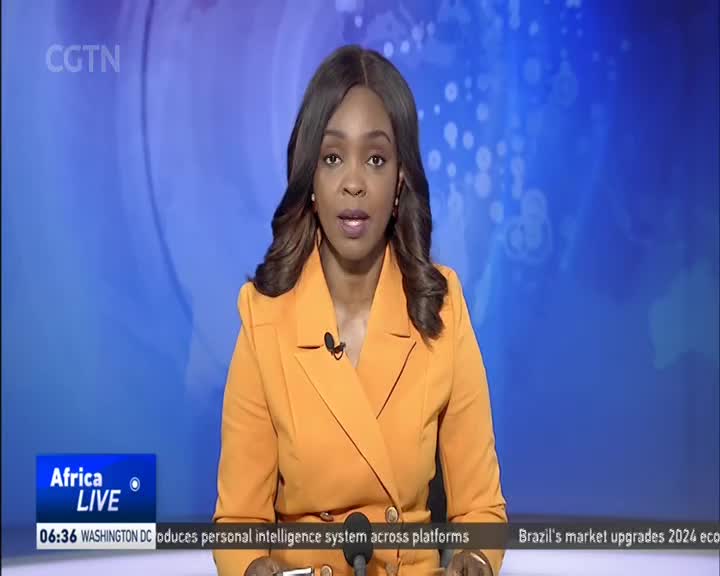 CGTN
Africa
LIVE
06:36 WASHINGTON DC
oduces personal intelligence system across platforms
Brazil's market upgrades 2024 eco